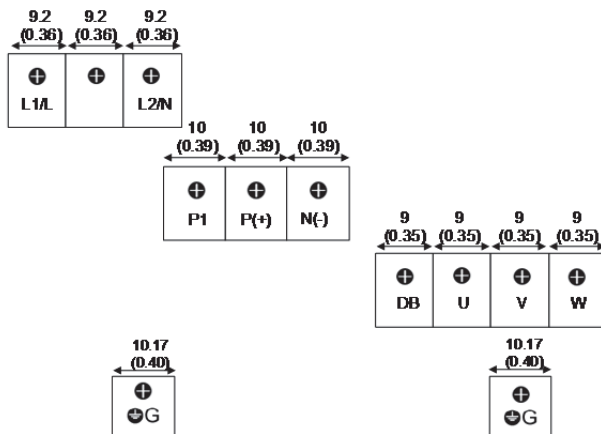 9.2 9.2 9.2
(0.36) (0.36) (0.36)
L1/L L2/N
10 10 10
(0.39) (0.39) (0.39)
P1 P(+) N(-)
9 9 9 9
(0.35) (0.35) (0.35) (0.35)
DB U V W
10.17 10.17
(0.40) (0.40)
G G